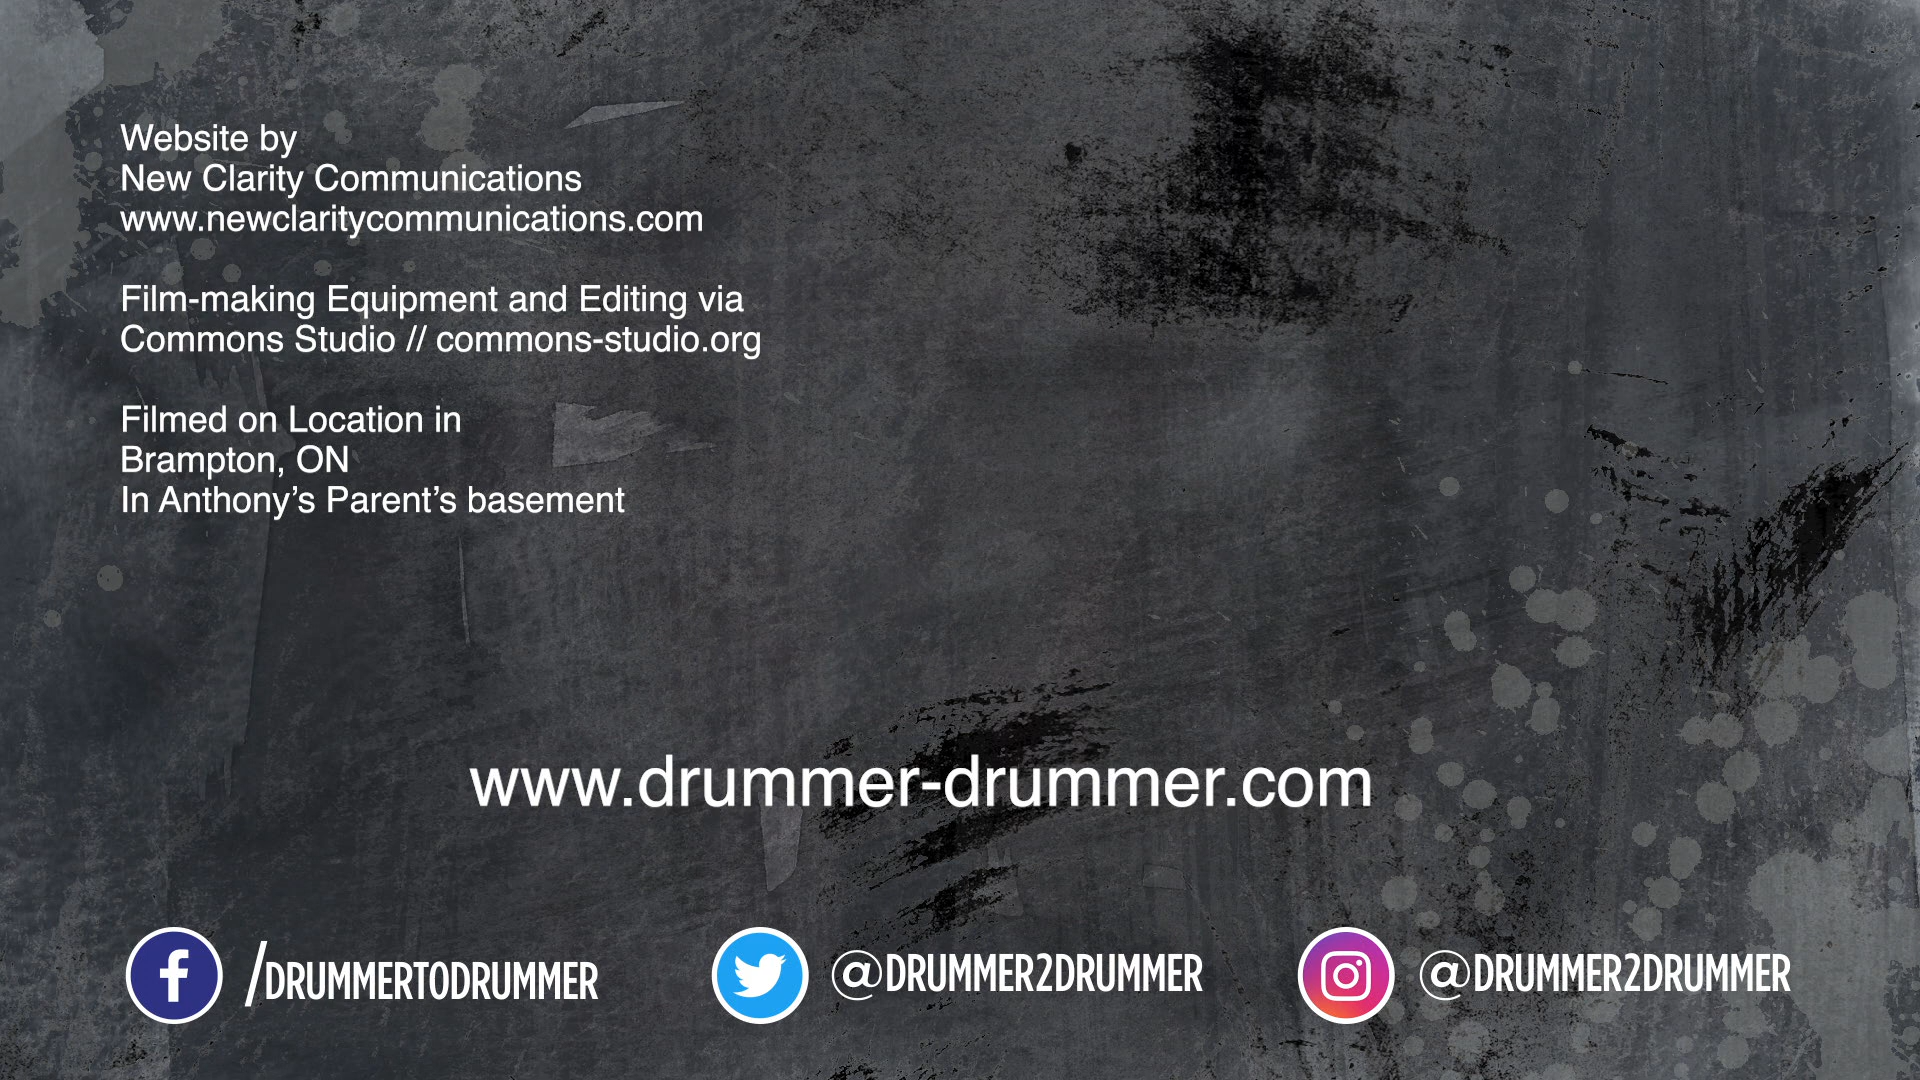 Website by
New Clarity Communications
www.newclaritycommunications.com
Film-making Equipment and Editing via
Commons Studio // commons-studio.org
Filmed on Location in
Brampton, ON
In Anthony’s Parent’s basement
www.drummer-drummer.com
/DRUMMERTODRUMMER
@DRUMMER2DRUMMER
@DRUMMER2DRUMMER